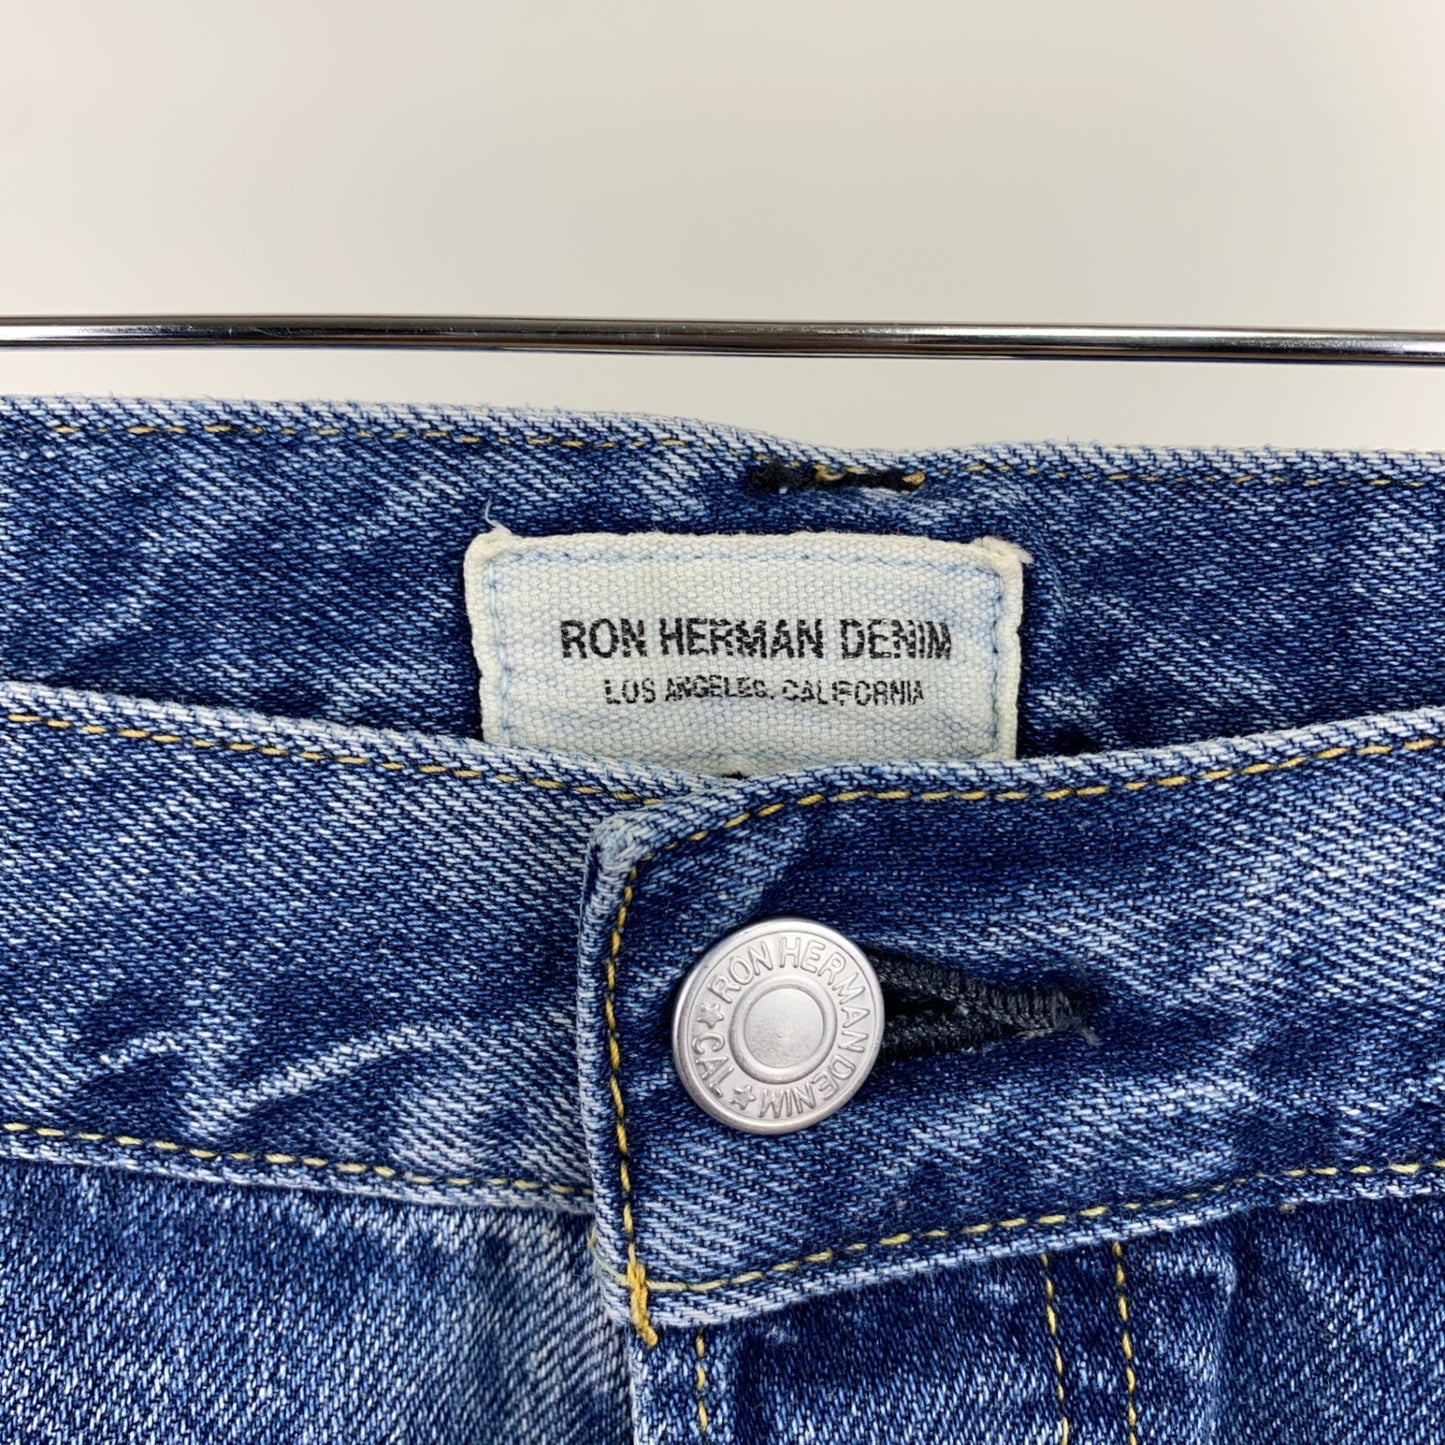 RON HERMAN DENIM
LOS ANGELES, CALIFORNIA
RON HERMAN DENIM
☆ CAL ☆